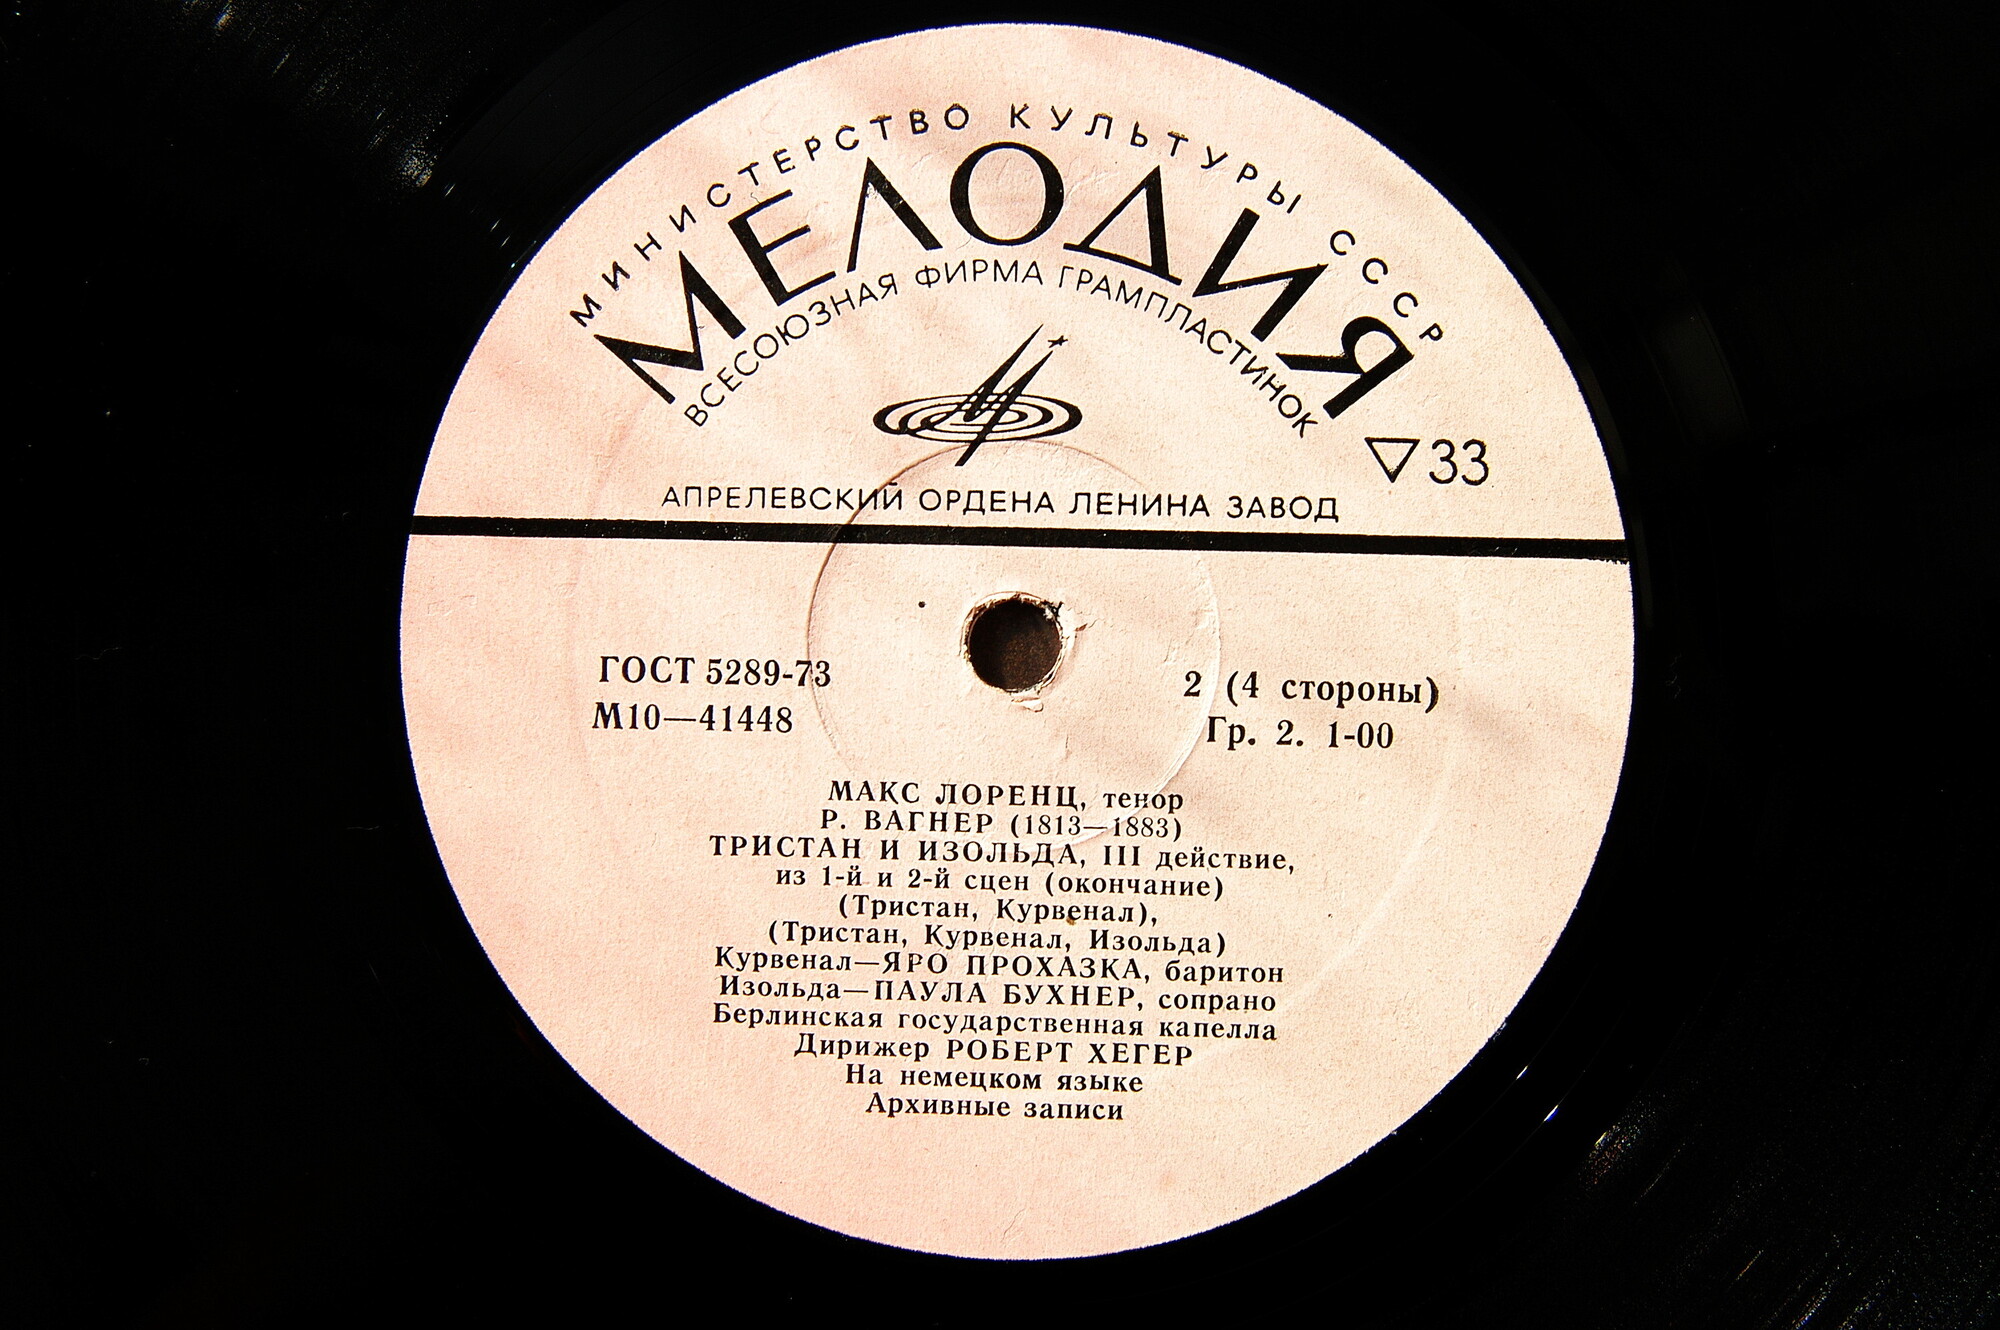 МИНИСТЕРСТВО КУЛЬТУРЫ СССР
МЕЛОДИЯ
ВСЕСОЮЗНАЯ ФИРМА ГРАМПЛАСТИНОК
▽33
АПРЕЛЕВСКИЙ ОРДЕНА ЛЕНИНА ЗАВОД
ГОСТ 5289-73
М10—41448
2 (4 стороны)
Гр. 2. 1-00
МАКС ЛОРЕНЦ, тенор
Р. ВАГНЕР (1813—1883)
ТРИСТАН И ИЗОЛЬДА, III действие,
из 1-й и 2-й сцен (окончание)
(Тристан, Курвенал),
(Тристан, Курвенал, Изольда)
Курвенал—ЯРО ПРОХАЗКА, баритон
Изольда—ПАУЛА БУХНЕР, сопрано
Берлинская государственная капелла
Дирижер РОБЕРТ ХЕГЕР
На немецком языке
Архивные записи